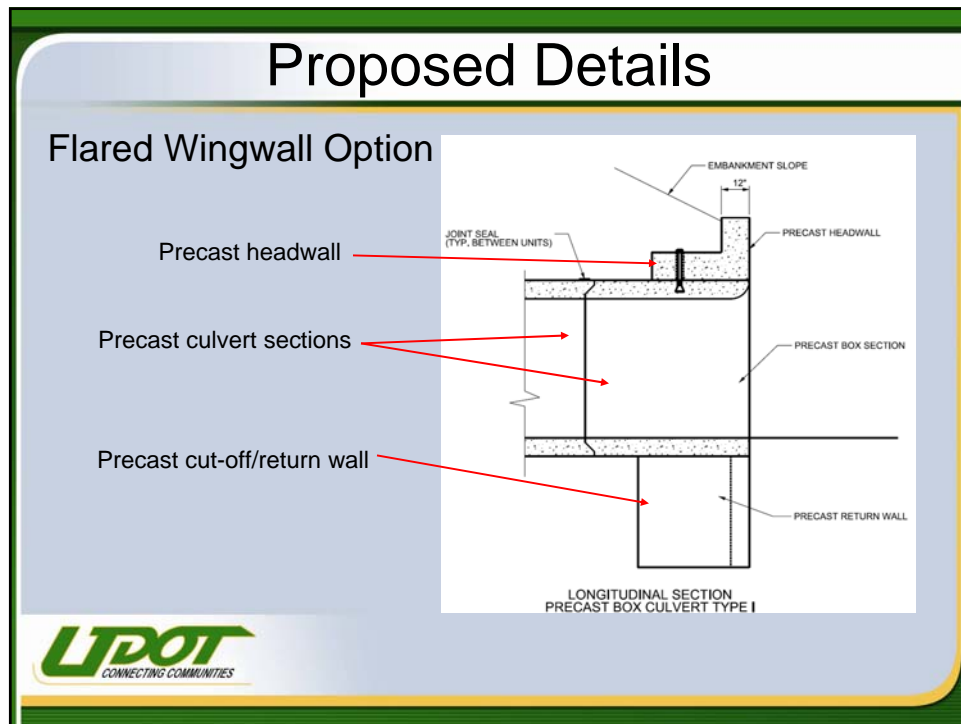 Proposed Details
Flared Wingwall Option
Precast headwall
Precast culvert sections
Precast cut-off/return wall
EMBANKMENT SLOPE
12"
JOINT SEAL
(TYP. BETWEEN UNITS)
PRECAST HEADWALL
PRECAST BOX SECTION
PRECAST RETURN WALL
LONGITUDINAL SECTION
PRECAST BOX CULVERT TYPE I
UDOT
CONNECTING COMMUNITIES